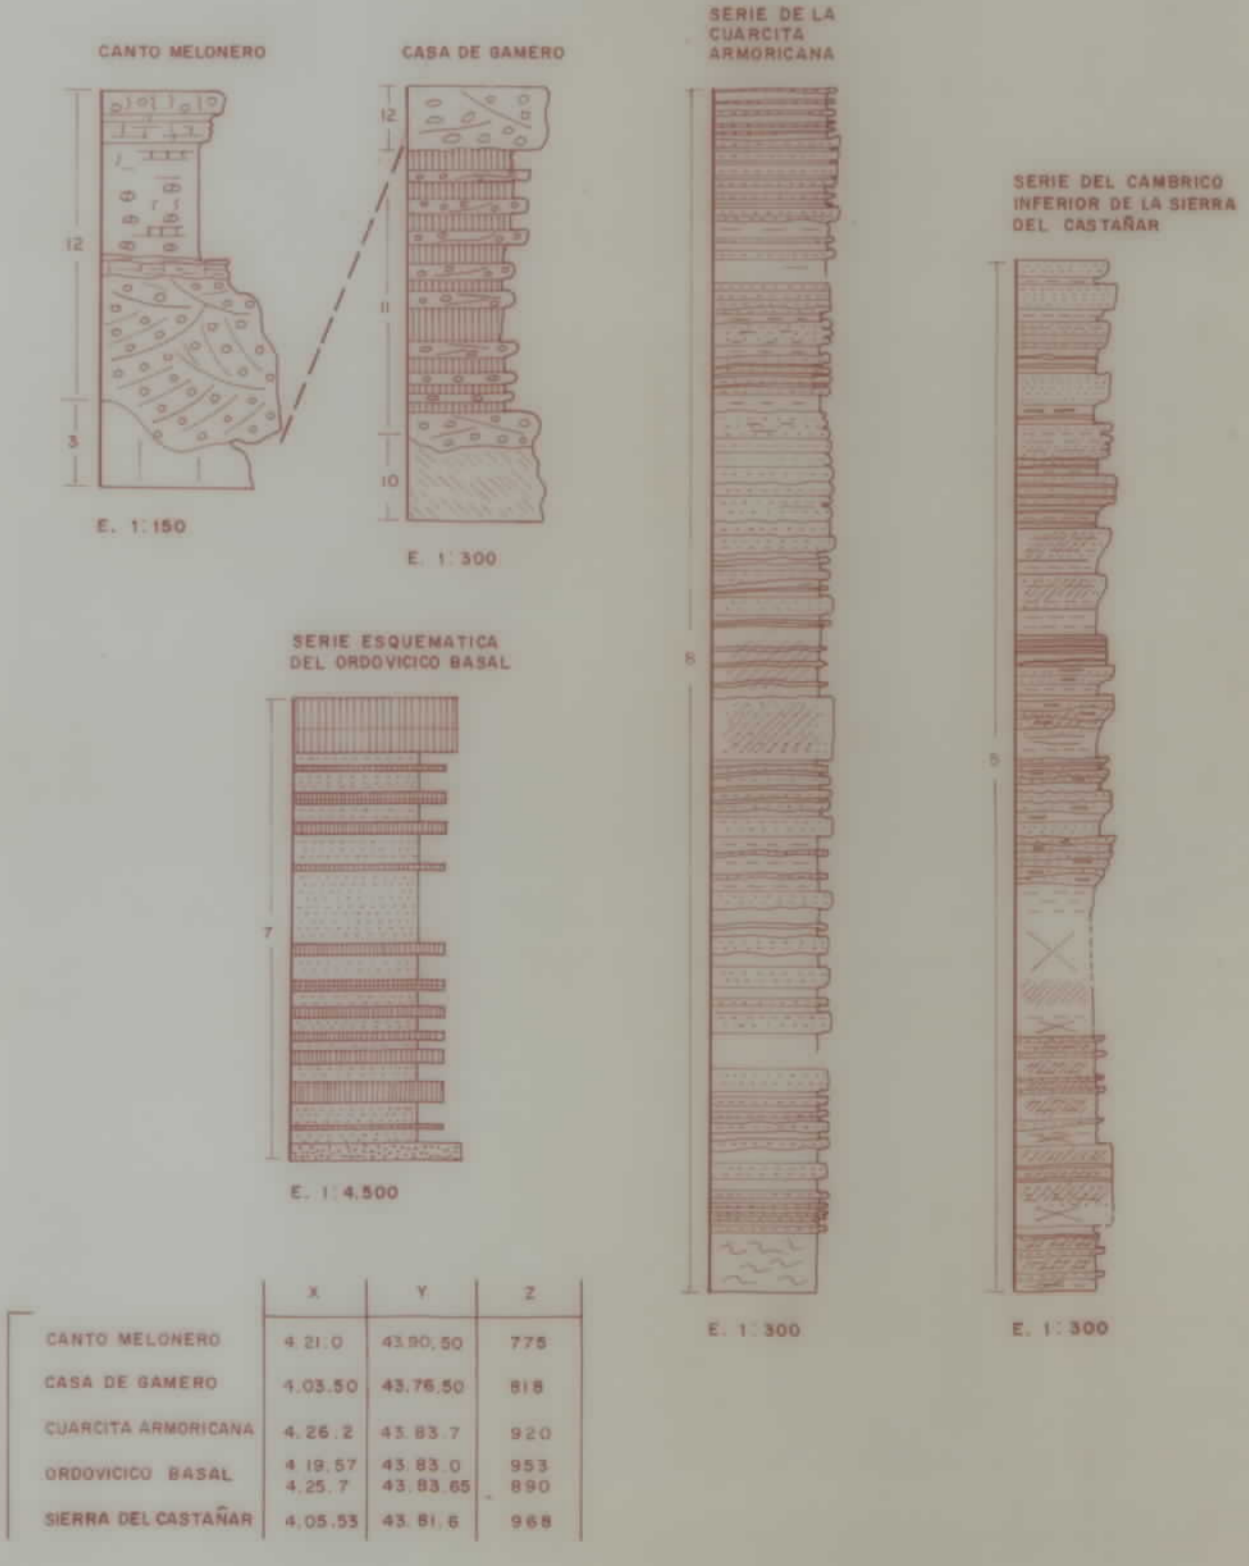 CANTO MELONERO
12
3
E. 1:150
CASA DE GAMERO
12
11
10
E. 1:300
SERIE DE LA
CUARCITA
ARMORICANA
8
E. 1:300
SERIE DEL CAMBRICO
INFERIOR DE LA SIERRA
DEL CASTAÑAR
5
E. 1:300
SERIE ESQUEMATICA
DEL ORDOVICICO BASAL
7
E. 1:4.500
X Y Z
CANTO MELONERO 4.21.0 43.90.50 775
CASA DE GAMERO 4.03.50 43.76.50 818
CUARCITA ARMORICANA 4.26.2 43.83.7 920
ORDOVICICO BASAL 4.19.57 43.83.0 953
4.25.7 43.83.65 890
SIERRA DEL CASTAÑAR 4.05.53 43.81.6 968